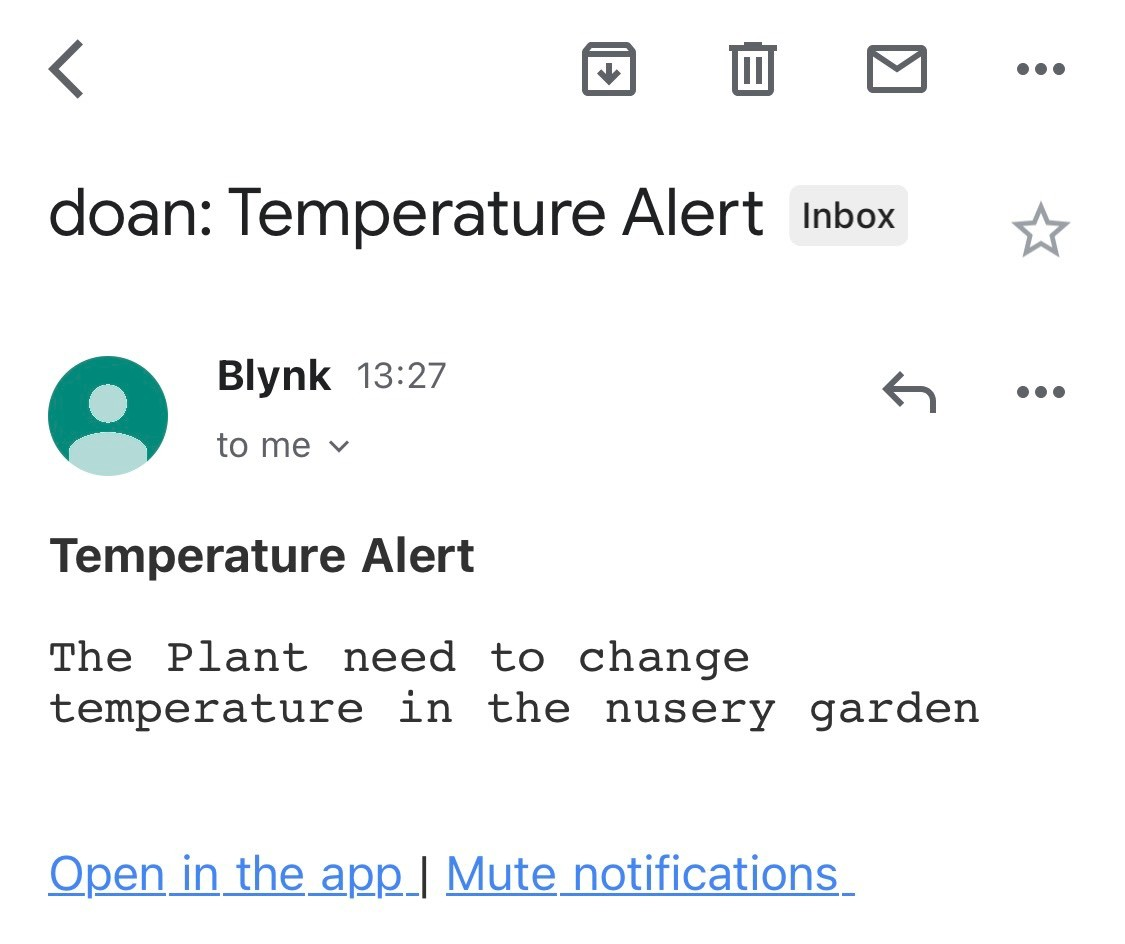 doan: Temperature Alert Inbox
Blynk 13:27
to me
Temperature Alert
The Plant need to change
temperature in the nusery garden
Open in the app | Mute notifications